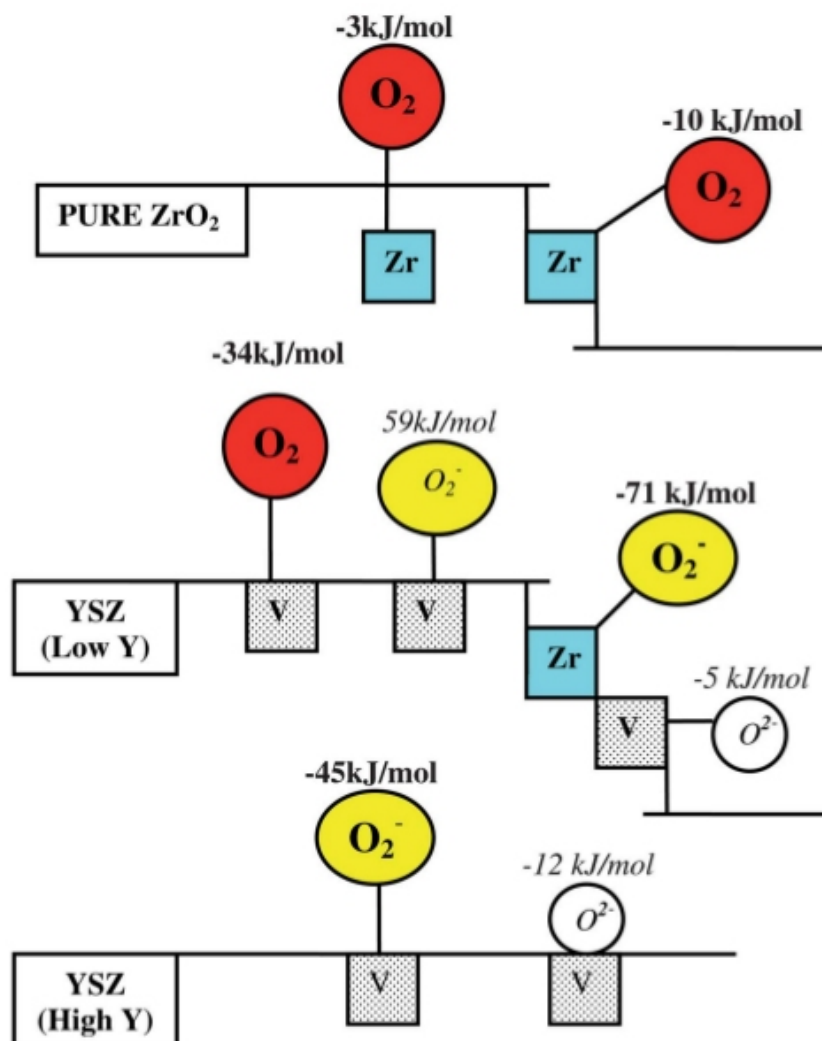 -3kJ/mol
O₂
-10 kJ/mol
O₂
PURE ZrO₂
Zr
Zr
-34kJ/mol
O₂
59kJ/mol
O₂⁻
-71 kJ/mol
O₂⁻
YSZ
(Low Y)
V
V
Zr
-5 kJ/mol
V
O²⁻
-45kJ/mol
O₂⁻
-12 kJ/mol
O²⁻
YSZ
(High Y)
V
V